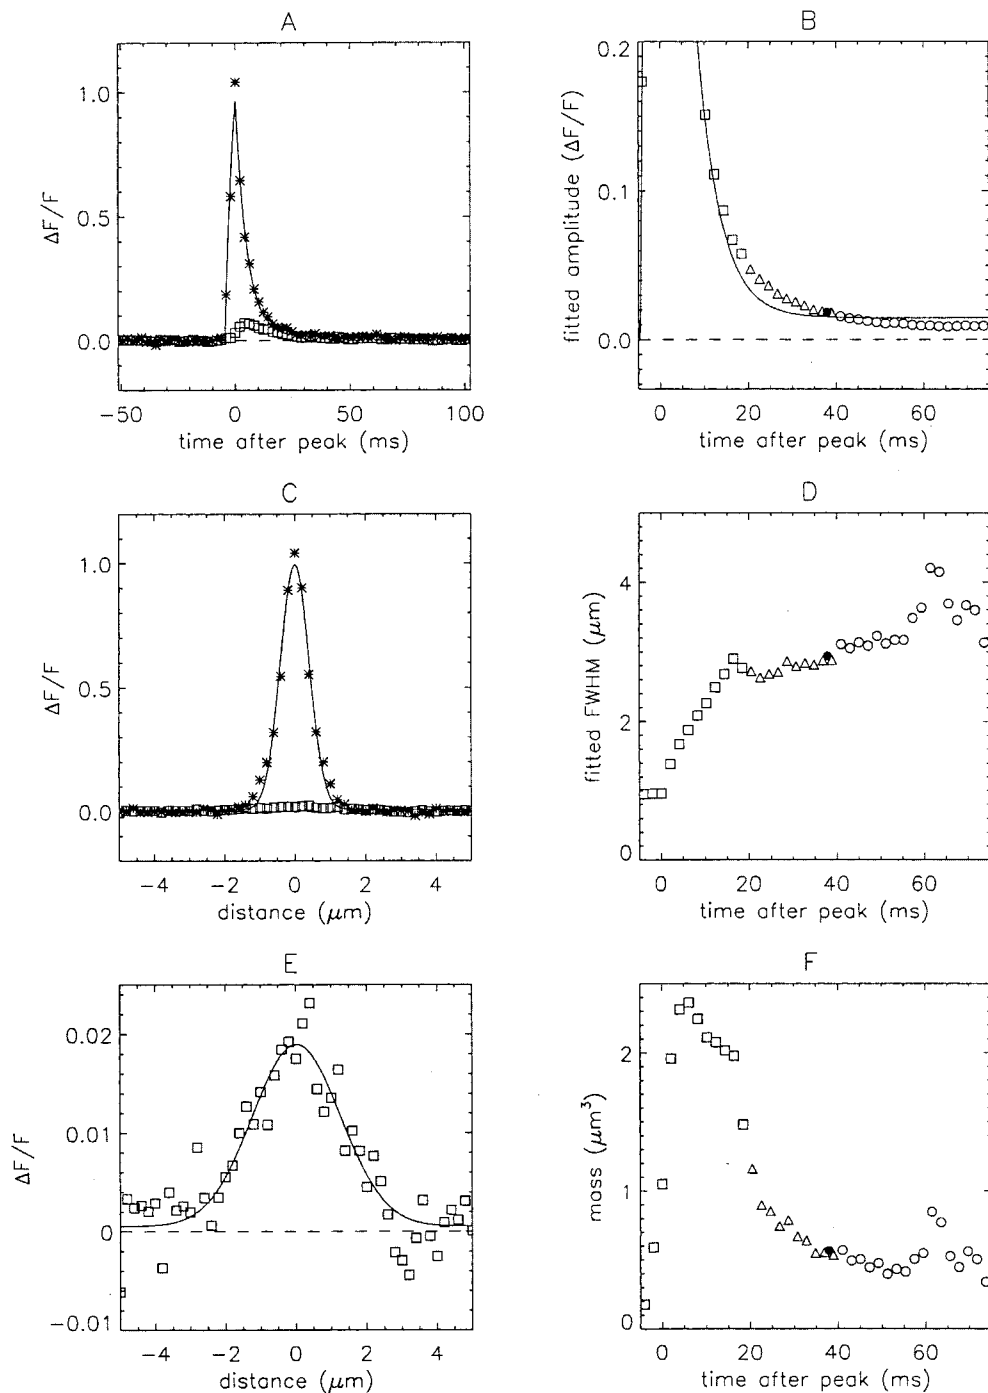 A
1.0
0.5
0.0
ΔF/F
−50
0
50
100
time after peak (ms)
B
0.2
0.1
0.0
fitted amplitude (ΔF/F)
0
20
40
60
time after peak (ms)
C
1.0
0.5
0.0
ΔF/F
−4
−2
0
2
4
distance (μm)
D
4
2
0
fitted FWHM (μm)
0
20
40
60
time after peak (ms)
E
0.02
0.01
0
−0.01
ΔF/F
−4
−2
0
2
4
distance (μm)
F
2
1
0
mass (μm³)
0
20
40
60
time after peak (ms)